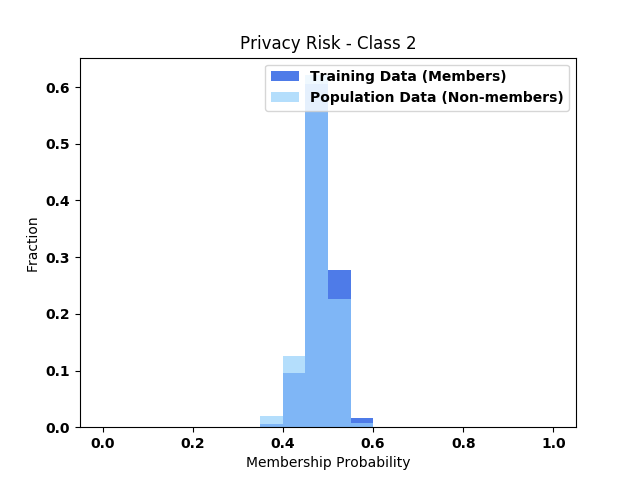 Privacy Risk - Class 2
Training Data (Members)
Population Data (Non-members)
0.6
0.5
0.4
0.3
0.2
0.1
0.0
Fraction
0.0 0.2 0.4 0.6 0.8 1.0
Membership Probability